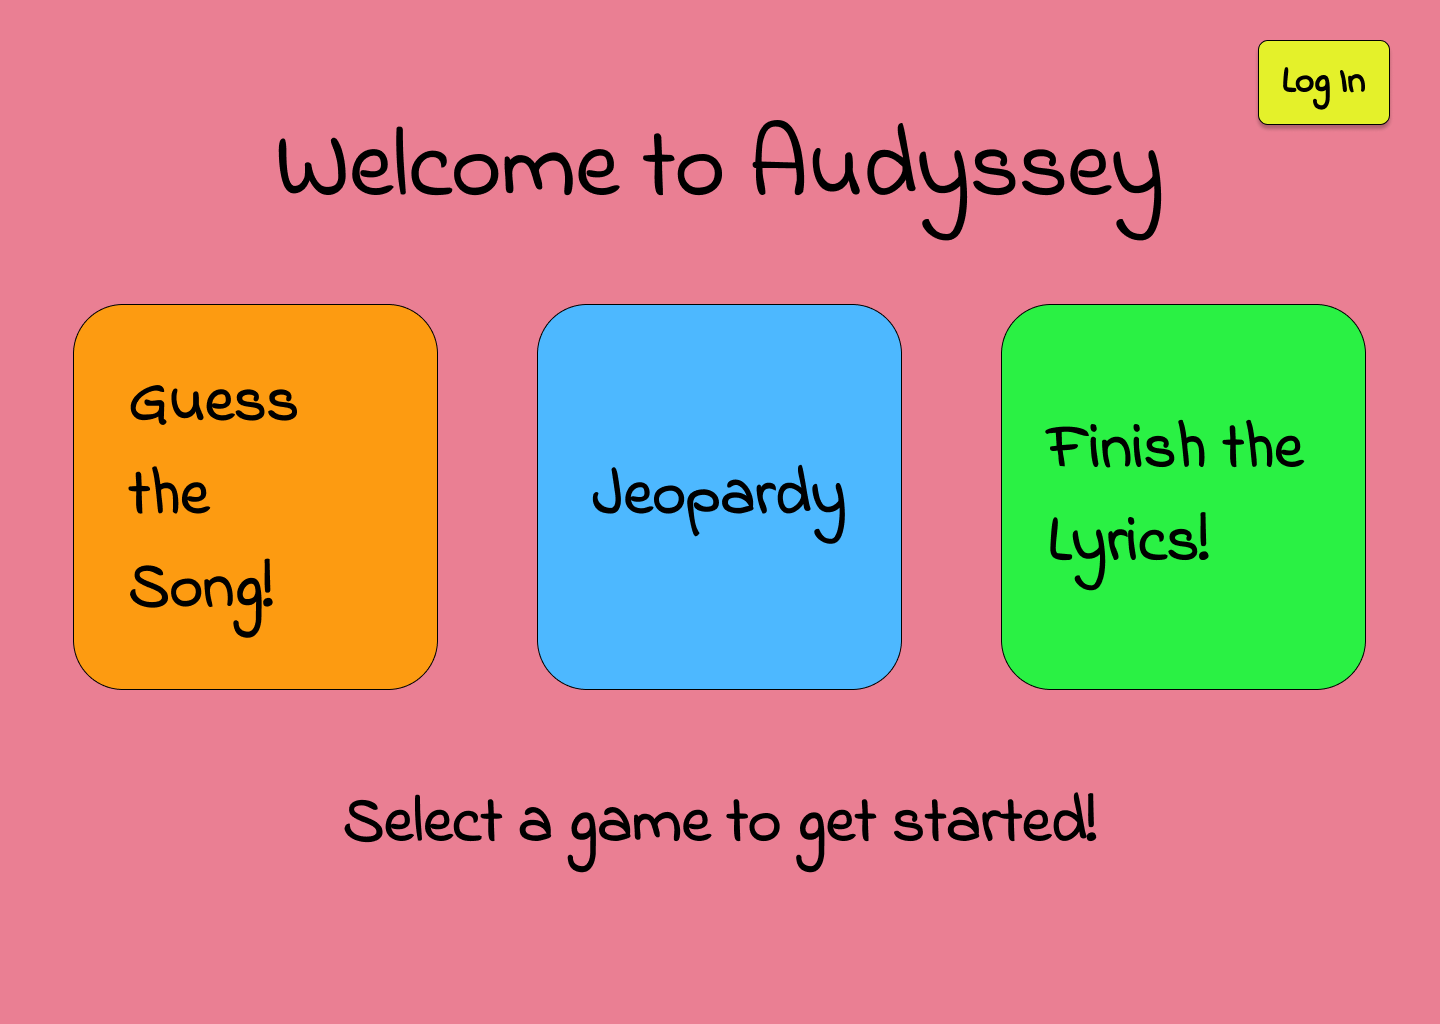 Log In
Welcome to Audyssey
Guess
the
Song!
Jeopardy
Finish the
Lyrics!
Select a game to get started!